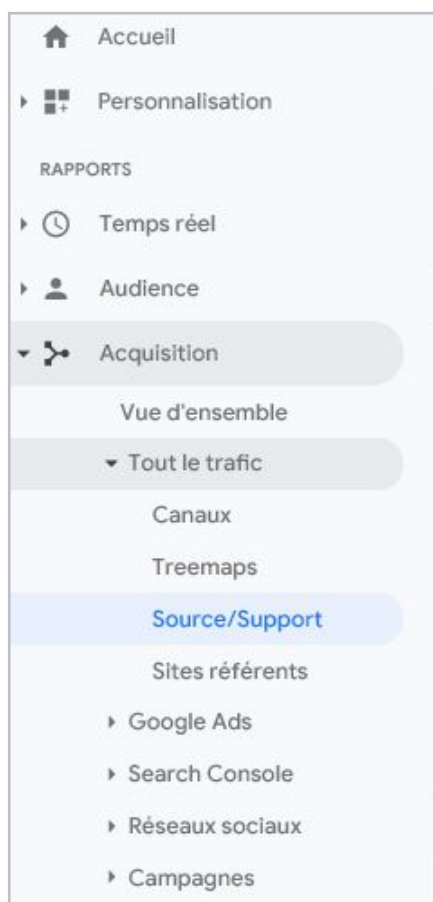 Accueil
Personnalisation
RAPPORTS
Temps réel
Audience
Acquisition
Vue d'ensemble
Tout le trafic
Canaux
Treemaps
Source/Support
Sites référents
Google Ads
Search Console
Réseaux sociaux
Campagnes